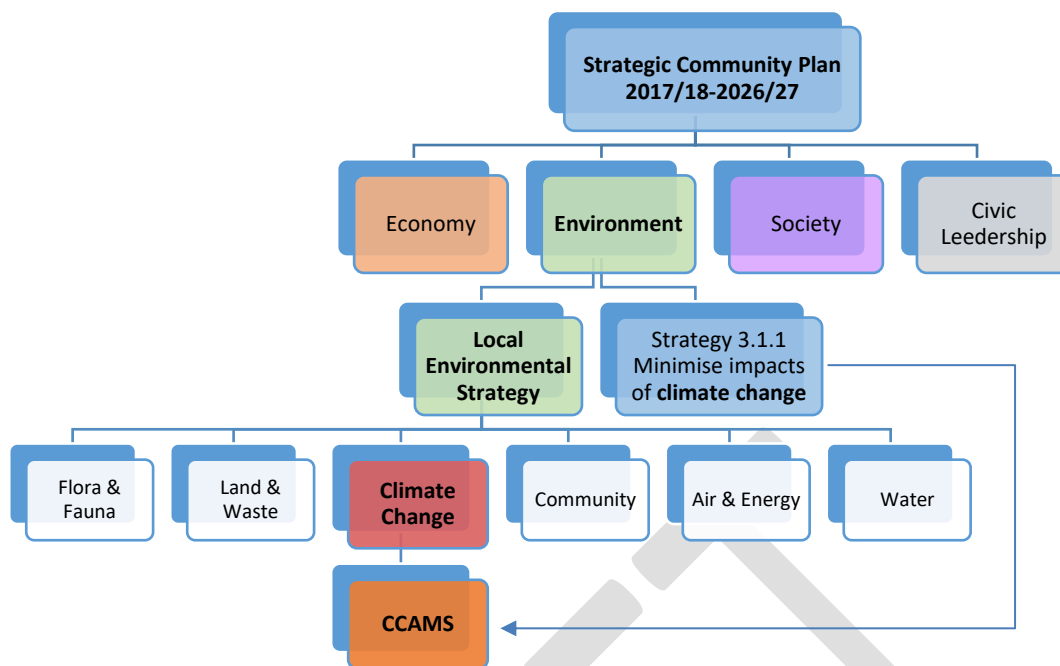 Strategic Community Plan
2017/18-2026/27
Economy
Environment
Society
Civic
Leedership
Local
Environmental
Strategy
Strategy 3.1.1
Minimise impacts
of climate change
Flora &
Fauna
Land &
Waste
Climate
Change
Community
Air & Energy
Water
CCAMS